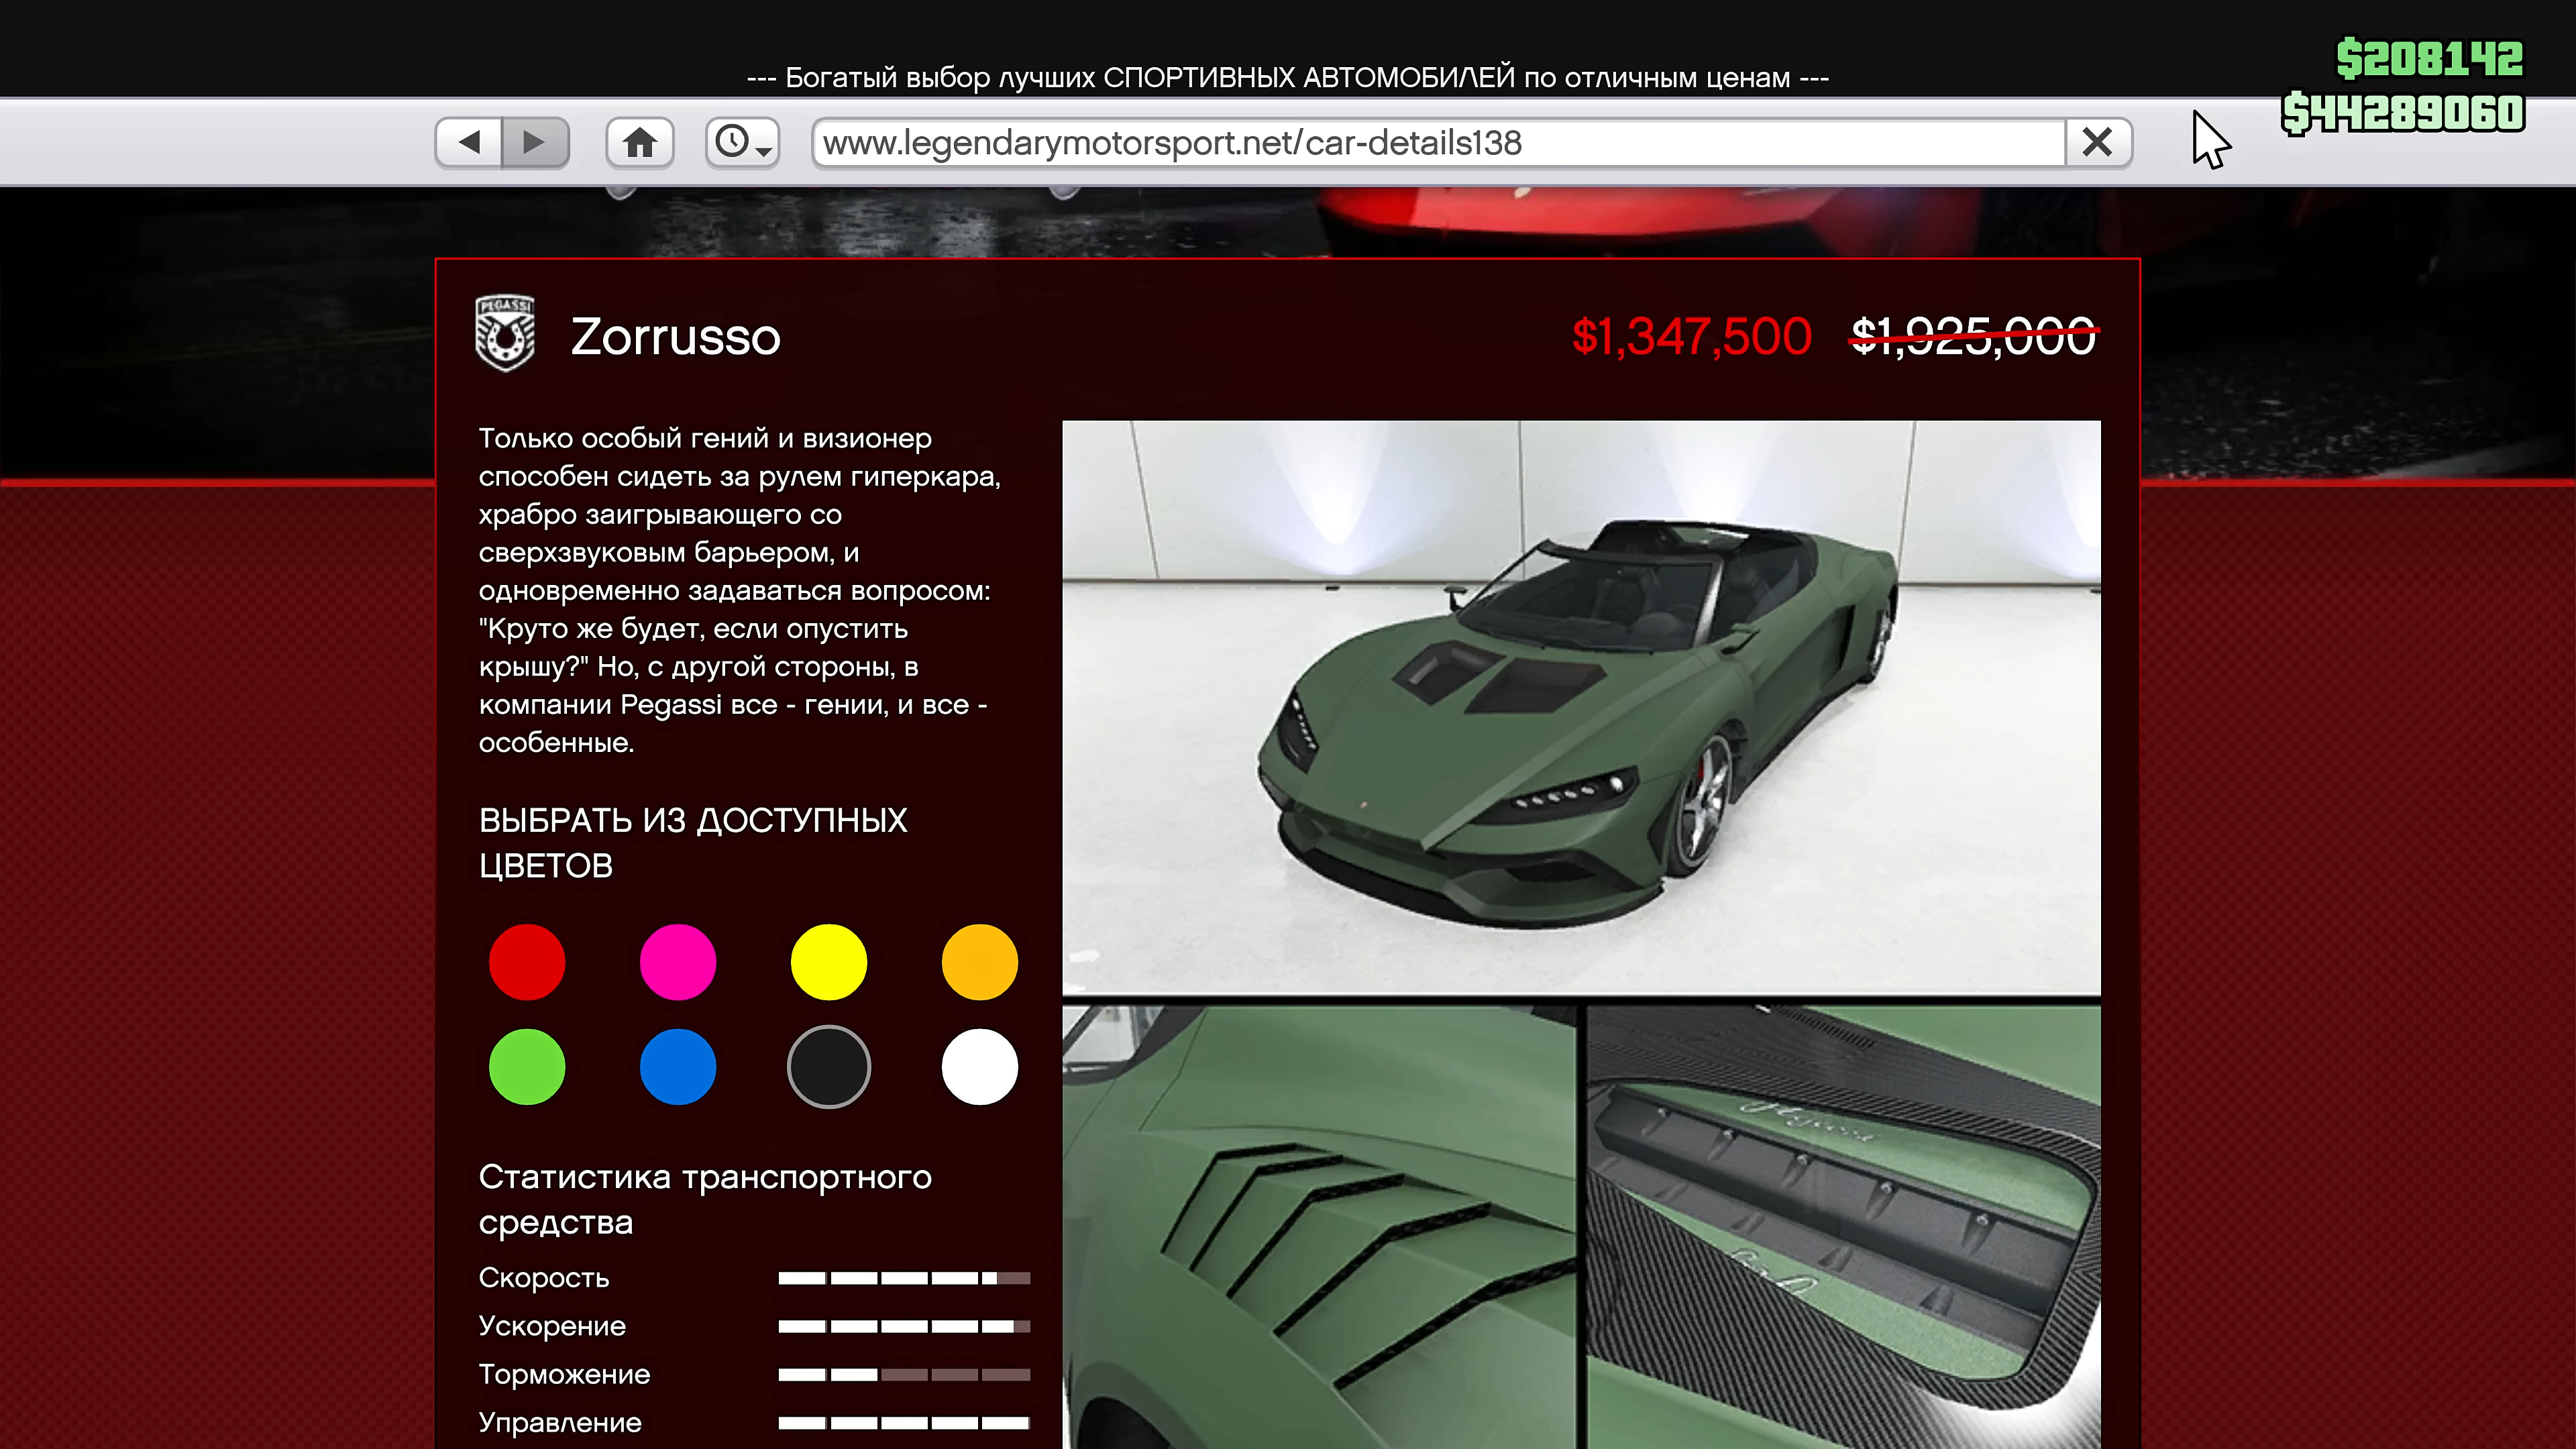 --- Богатый выбор лучших СПОРТИВНЫХ АВТОМОБИЛЕЙ по отличным ценам ---
$208142
$44289060
www.legendarymotorsport.net/car-details138
PEGASSI
Zorrusso
$1,347,500 $1,925,000
Только особый гений и визионер
способен сидеть за рулем гиперкара,
храбро заигрывающего со
сверхзвуковым барьером, и
одновременно задаваться вопросом:
"Круто же будет, если опустить
крышу?" Но, с другой стороны, в
компании Pegassi все - гении, и все -
особенные.
ВЫБРАТЬ ИЗ ДОСТУПНЫХ
ЦВЕТОВ
Статистика транспортного
средства
Скорость
Ускорение
Торможение
Управление